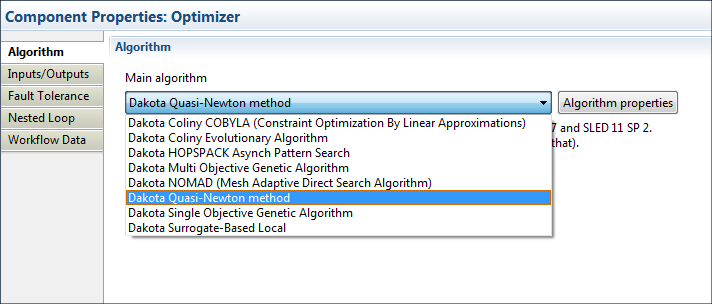 Component Properties: Optimizer
Algorithm
Inputs/Outputs
Fault Tolerance
Nested Loop
Workflow Data
Algorithm
Main algorithm
Dakota Quasi-Newton method
Algorithm properties
Dakota Coliny COBYLA (Constraint Optimization By Linear Approximations)
7 and SLED 11 SP 2.
Dakota Coliny Evolutionary Algorithm
that).
Dakota HOPSPACK Asynch Pattern Search
Dakota Multi Objective Genetic Algorithm
Dakota NOMAD (Mesh Adaptive Direct Search Algorithm)
Dakota Quasi-Newton method
Dakota Single Objective Genetic Algorithm
Dakota Surrogate-Based Local